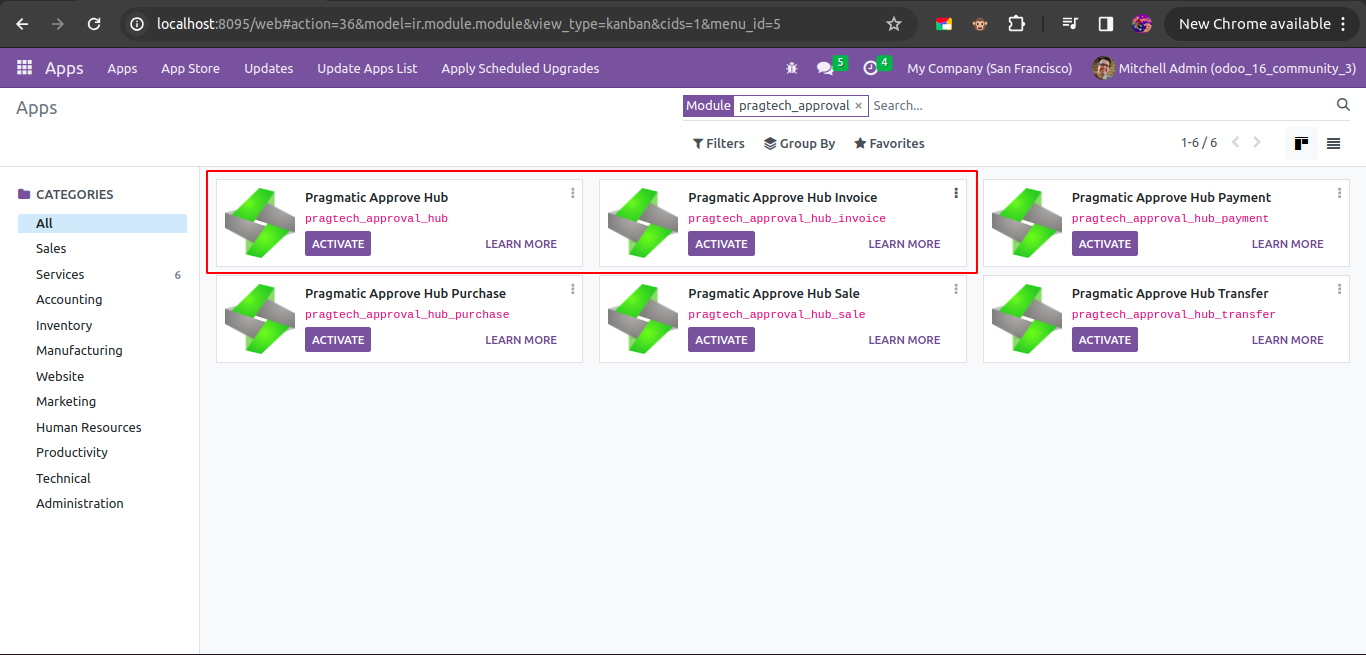 localhost:8095/web#action=36&model=ir.module.module&view_type=kanban&cids=1&menu_id=5
New Chrome available
Apps Apps App Store Updates Update Apps List Apply Scheduled Upgrades 5 4 My Company (San Francisco) Mitchell Admin (odoo_16_community_3)
Apps
Module pragtech_approval × Search...
Filters Group By Favorites 1-6 / 6
CATEGORIES
All
Sales
Services 6
Accounting
Inventory
Manufacturing
Website
Marketing
Human Resources
Productivity
Technical
Administration
Pragmatic Approve Hub
pragtech_approval_hub
ACTIVATE LEARN MORE
Pragmatic Approve Hub Invoice
pragtech_approval_hub_invoice
ACTIVATE LEARN MORE
Pragmatic Approve Hub Payment
pragtech_approval_hub_payment
ACTIVATE LEARN MORE
Pragmatic Approve Hub Purchase
pragtech_approval_hub_purchase
ACTIVATE LEARN MORE
Pragmatic Approve Hub Sale
pragtech_approval_hub_sale
ACTIVATE LEARN MORE
Pragmatic Approve Hub Transfer
pragtech_approval_hub_transfer
ACTIVATE LEARN MORE